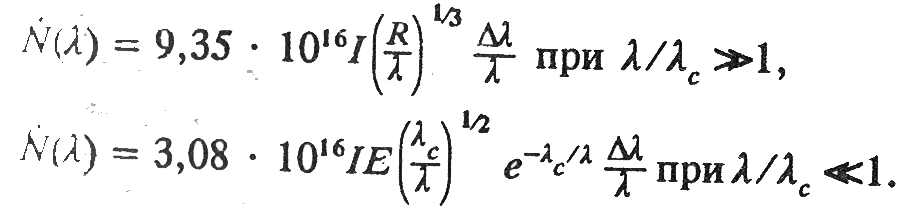 Ṅ(λ) = 9,35 · 10¹⁶I(R/λ)^1/3 Δλ/λ при λ/λ_c ≫1,
Ṅ(λ) = 3,08 · 10¹⁶IE(λ_c/λ)^1/2 e^−λ_c/λ Δλ/λ при λ/λ_c ≪1.